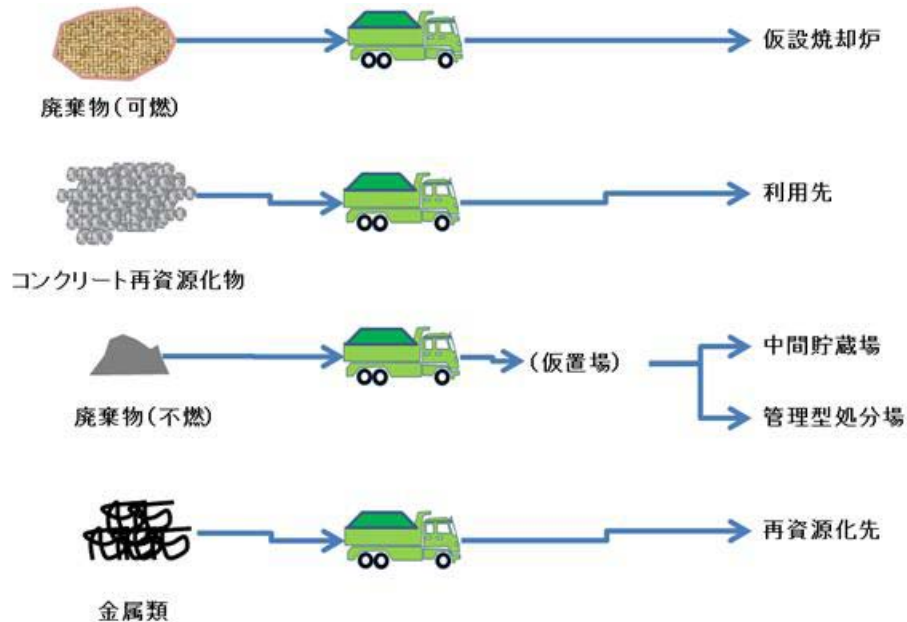 仮設焼却炉
廃棄物(可燃)
利用先
コンクリート再資源化物
(仮置場)
中間貯蔵場
管理型処分場
廃棄物(不燃)
再資源化先
金属類